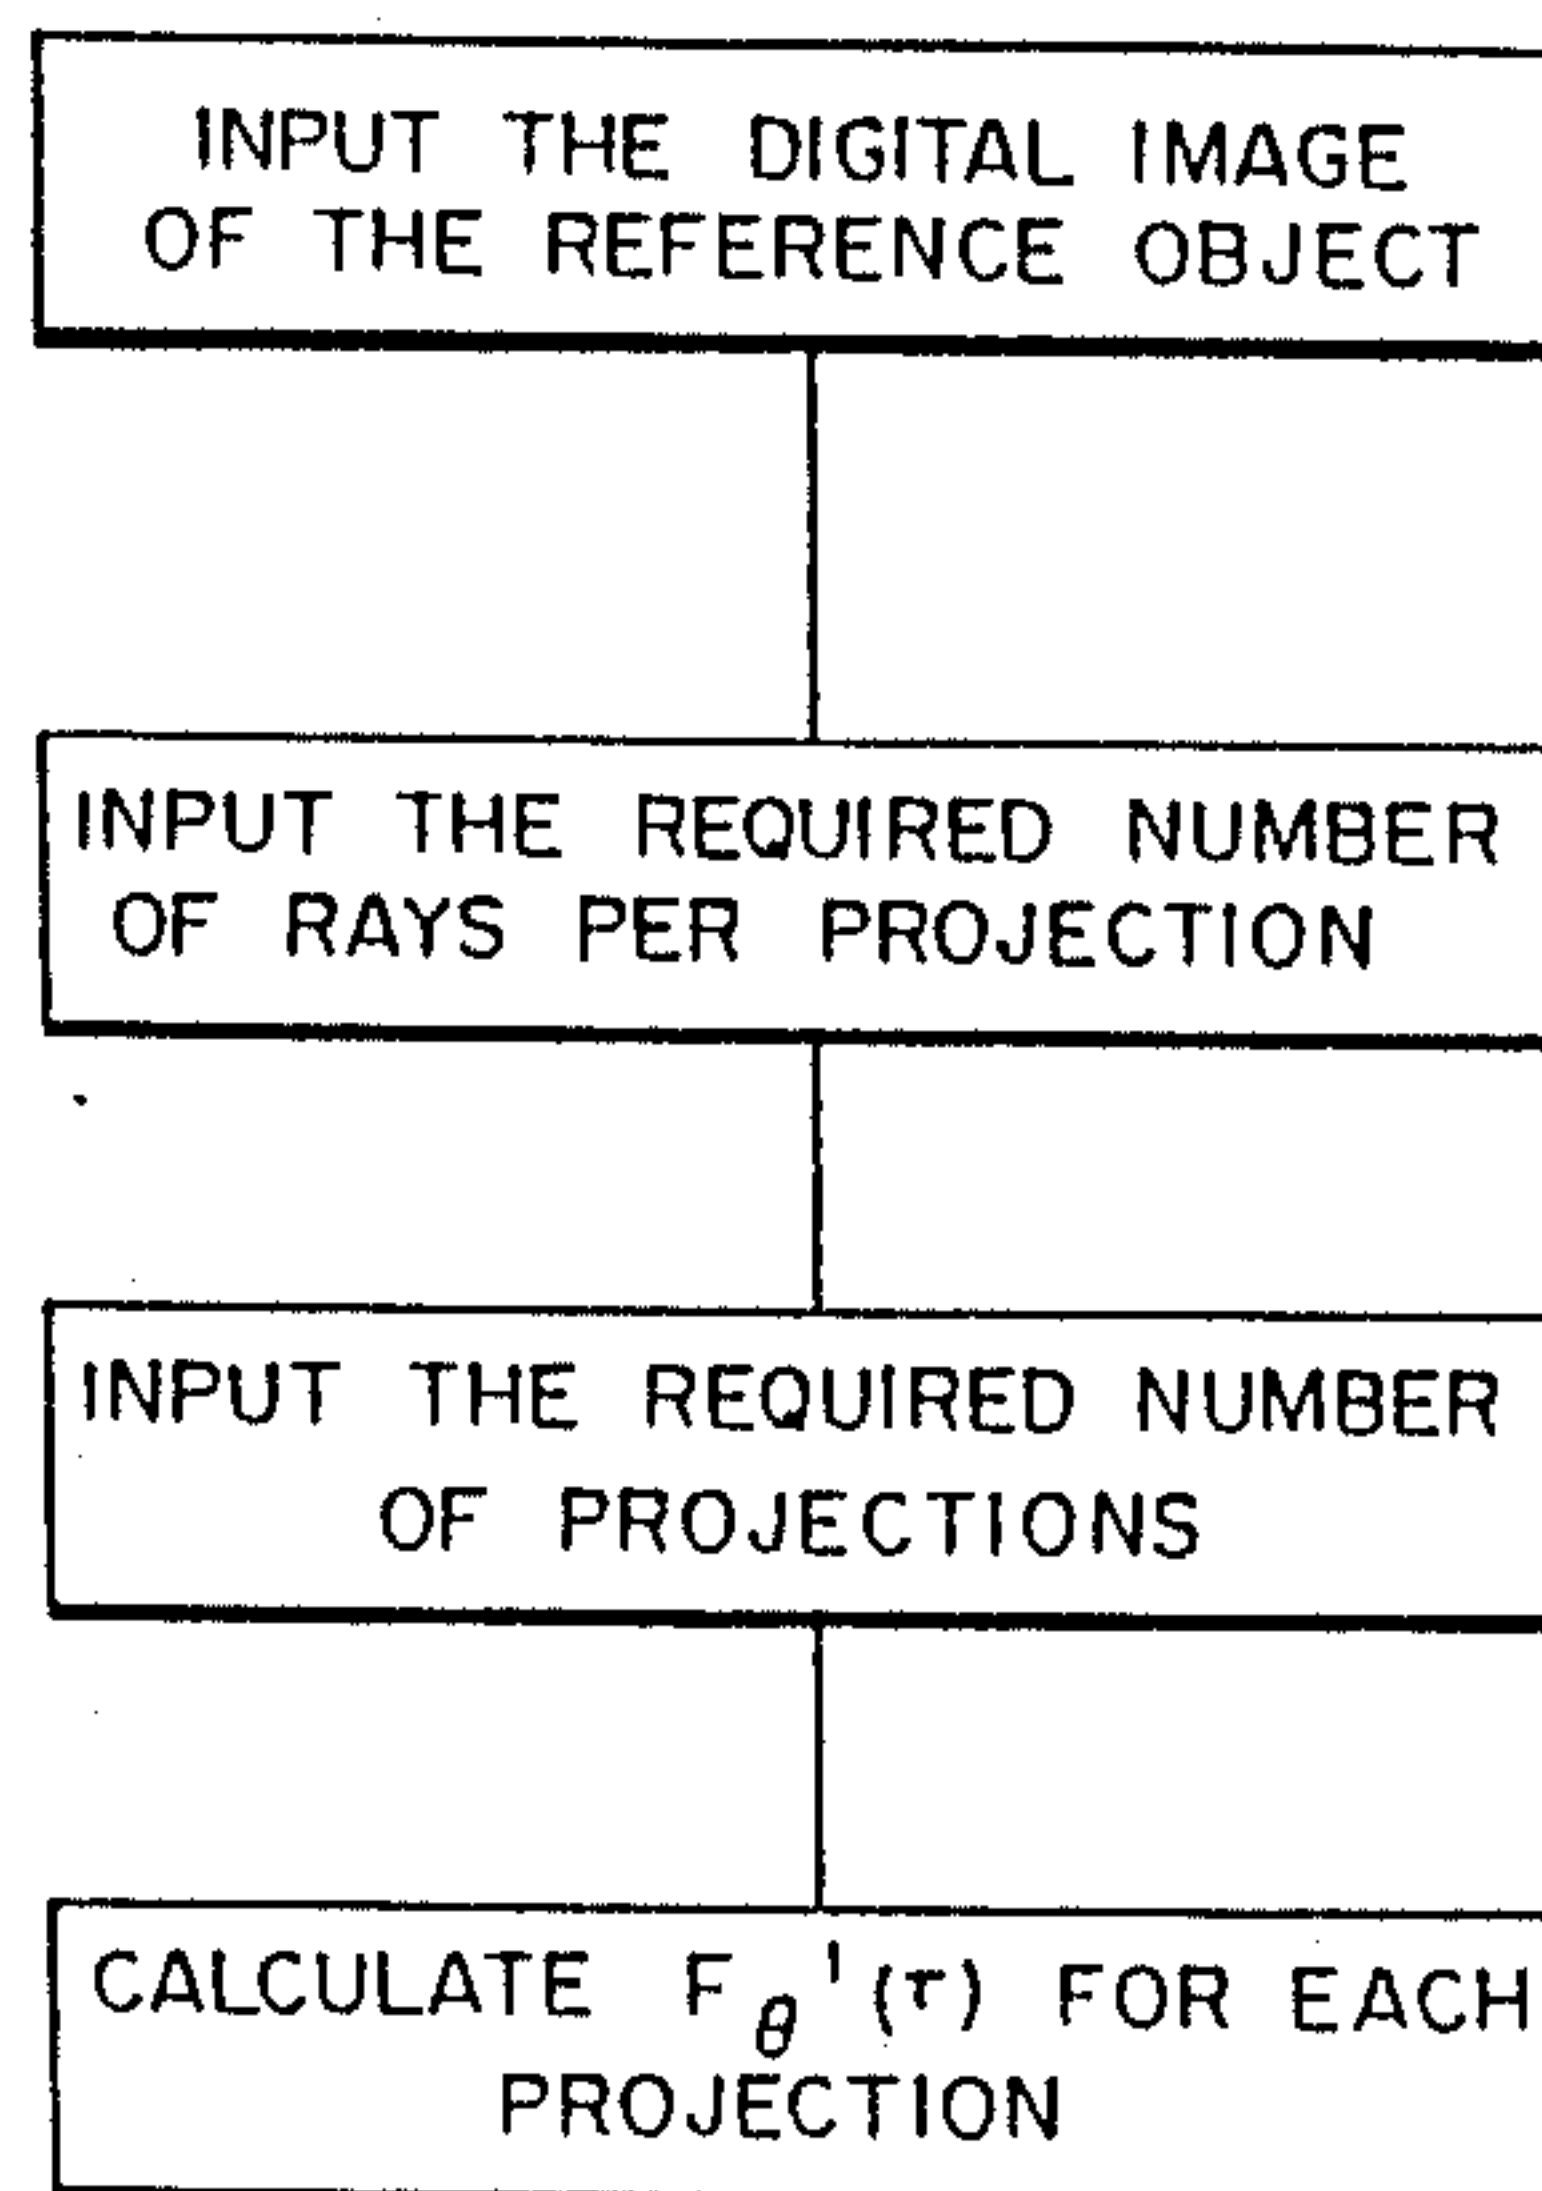 INPUT THE DIGITAL IMAGE
OF THE REFERENCE OBJECT
INPUT THE REQUIRED NUMBER
OF RAYS PER PROJECTION
INPUT THE REQUIRED NUMBER
OF PROJECTIONS
CALCULATE F_θ'(τ) FOR EACH
PROJECTION